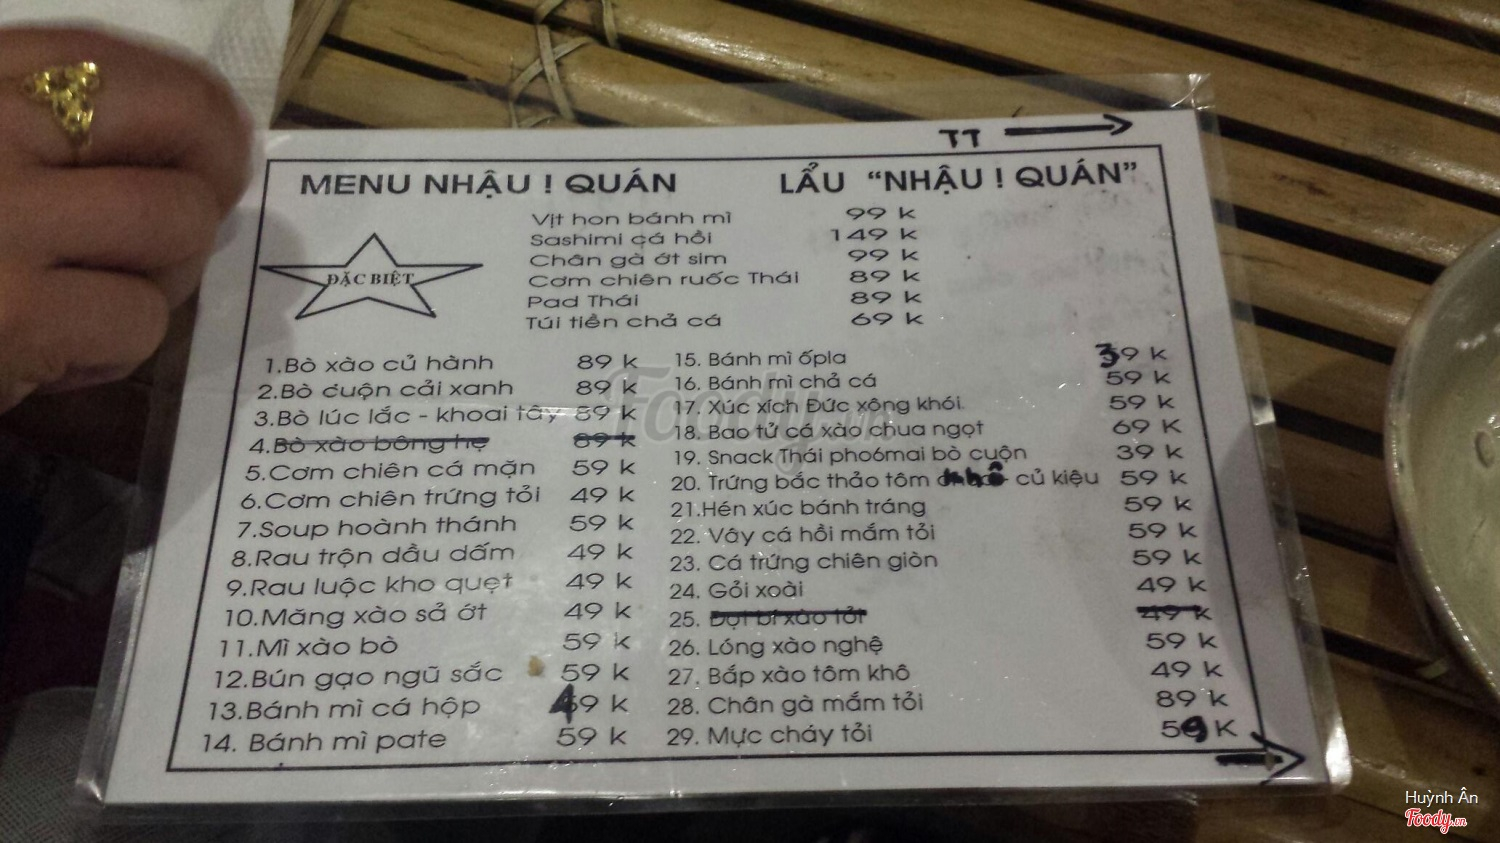 TT →
MENU NHẬU ! QUÁN
LẨU “NHẬU ! QUÁN”
ĐẶC BIỆT
Vịt hon bánh mì 99 k
Sashimi cá hồi 149 k
Chân gà ớt sim 99 k
Cơm chiên ruốc Thái 89 k
Pad Thái 89 k
Túi tiền chả cá 69 k
1.Bò xào củ hành 89 k
2.Bò cuộn cải xanh 89 k
3.Bò lúc lắc - khoai tây 89 k
4.Bò xào bông hẹ 89 k
5.Cơm chiên cá mặn 59 k
6.Cơm chiên trứng tỏi 49 k
7.Soup hoành thánh 59 k
8.Rau trộn dầu dấm 49 k
9.Rau luộc kho quẹt 49 k
10.Măng xào sả ớt 49 k
11.Mì xào bò 59 k
12.Bún gạo ngũ sắc 59 k
13.Bánh mì cá hộp 49 k
14. Bánh mì pate 59 k
15. Bánh mì ốpla 39 k
16. Bánh mì chả cá 59 k
17. Xúc xích Đức xông khói 59 k
18. Bao tử cá xào chua ngọt 69 K
19. Snack Thái pho6mai bò cuộn 39 k
20. Trứng bắc thảo tôm khô củ kiệu 59 k
21.Hén xúc bánh tráng 59 k
22. Vây cá hồi mắm tỏi 59 k
23. Cá trứng chiên giòn 59 k
24. Gỏi xoài 49 k
25. Đọt bí xào tỏi 49 k
26. Lóng xào nghệ 59 k
27. Bắp xào tôm khô 49 k
28. Chân gà mắm tỏi 89 k
29. Mực cháy tỏi 59 K
Foody.vn
Huỳnh Ân
Foody.vn